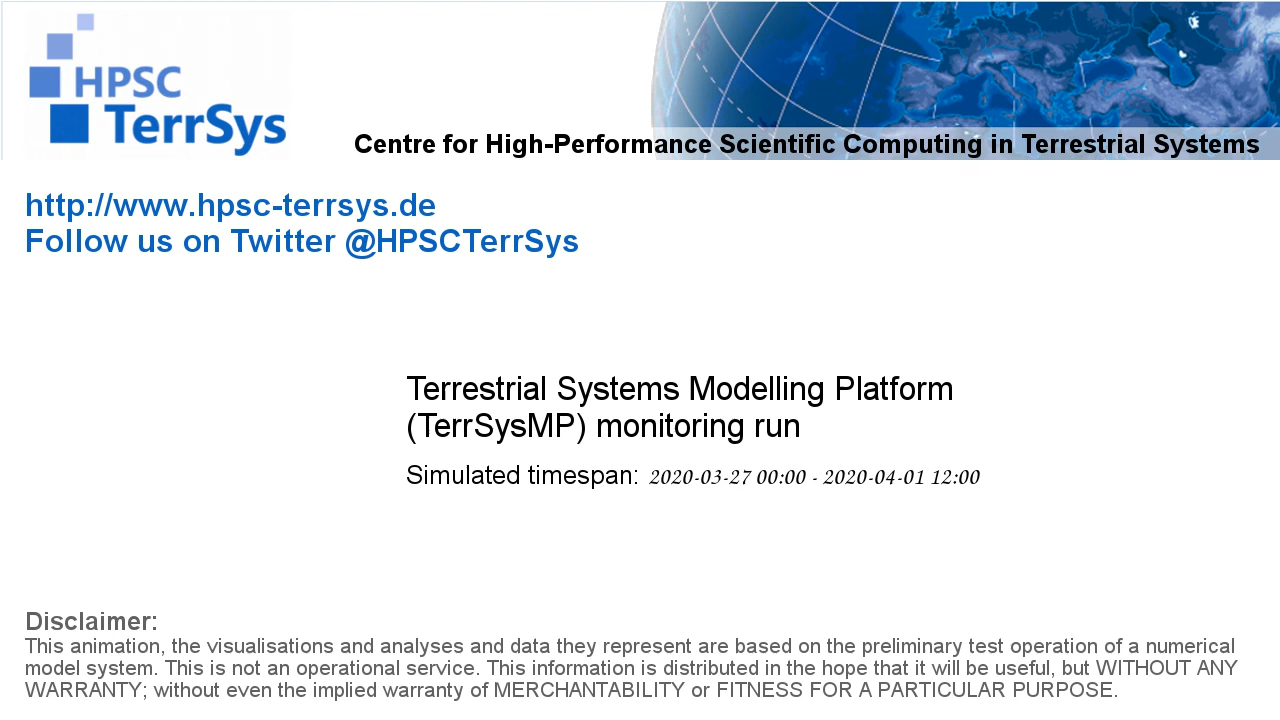 HPSC
TerrSys
Centre for High-Performance Scientific Computing in Terrestrial Systems
http://www.hpsc-terrsys.de
Follow us on Twitter @HPSCTerrSys
Terrestrial Systems Modelling Platform
(TerrSysMP) monitoring run
Simulated timespan: 2020-03-27 00:00 - 2020-04-01 12:00
Disclaimer:
This animation, the visualisations and analyses and data they represent are based on the preliminary test operation of a numerical
model system. This is not an operational service. This information is distributed in the hope that it will be useful, but WITHOUT ANY
WARRANTY; without even the implied warranty of MERCHANTABILITY or FITNESS FOR A PARTICULAR PURPOSE.